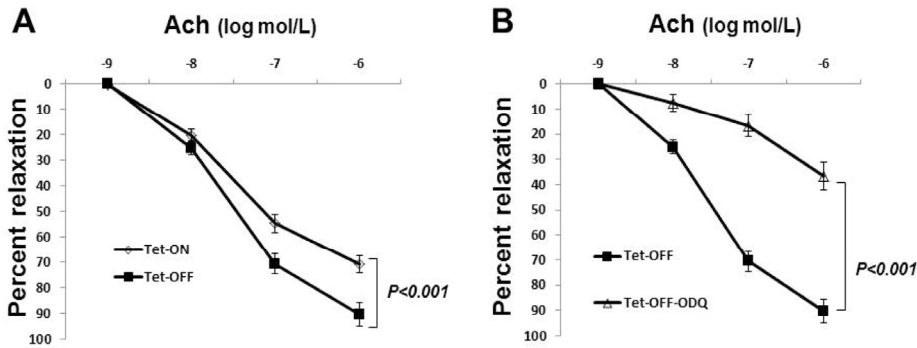 A
Ach (log mol/L)
-9 -8 -7 -6
Percent relaxation
0
10
20
30
40
50
60
70
80
90
100
Tet-ON
Tet-OFF
P<0.001
B
Ach (log mol/L)
-9 -8 -7 -6
Percent relaxation
0
10
20
30
40
50
60
70
80
90
100
Tet-OFF
Tet-OFF-ODQ
P<0.001